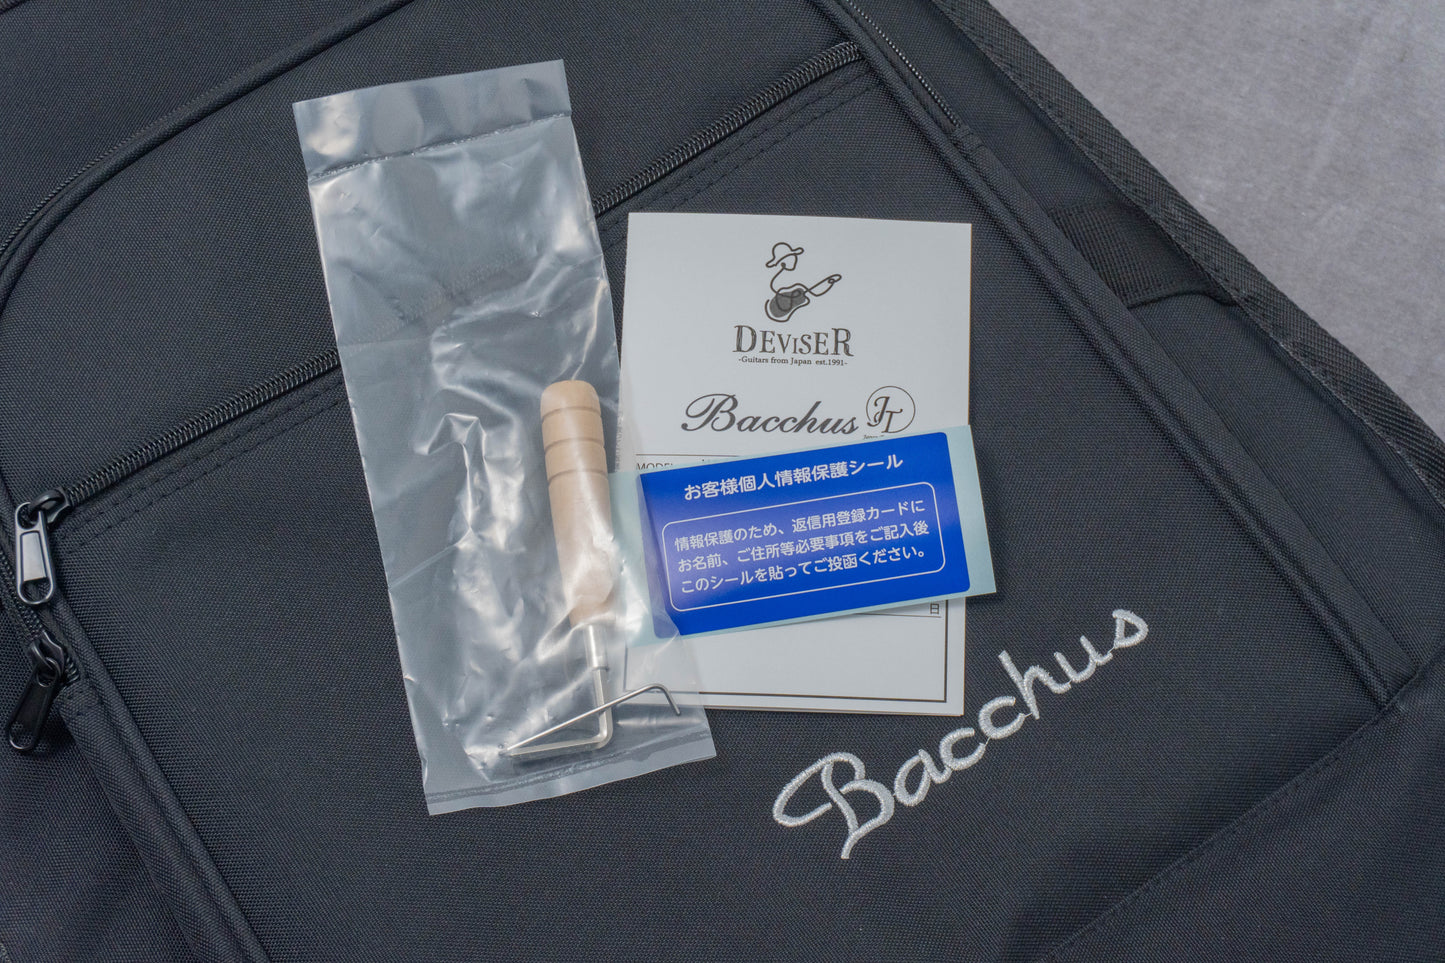 DEVISER
-Guitars from Japan est.1991-
Bacchus JT
お客様個人情報保護シール
情報保護のため、返信用登録カードに
お名前、ご住所等必要事項をご記入後
このシールを貼ってご投函ください。
日
Bacchus